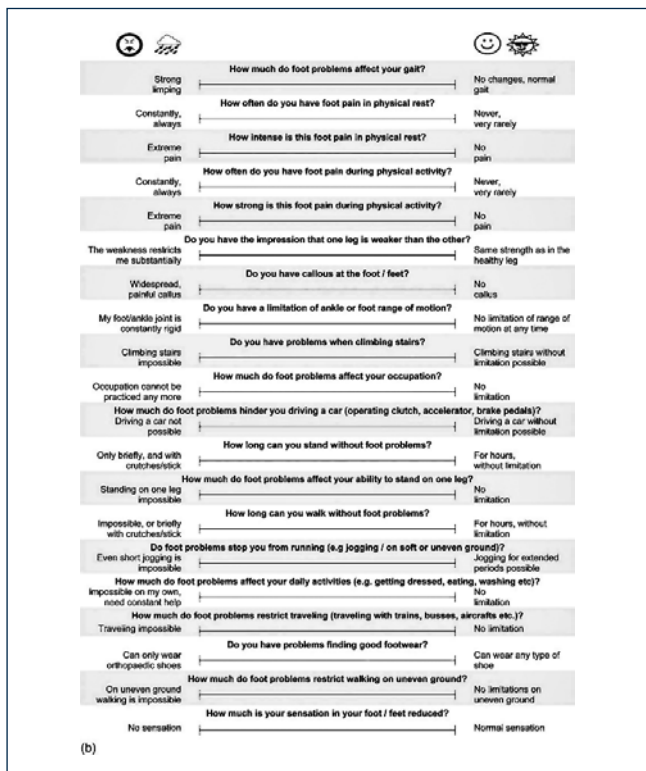 How much do foot problems affect your gait?
Strong limping
No changes, normal gait
How often do you have foot pain in physical rest?
Constantly, always
Never, very rarely
How intense is this foot pain in physical rest?
Extreme pain
No pain
How often do you have foot pain during physical activity?
Constantly, always
Never, very rarely
How strong is this foot pain during physical activity?
Extreme pain
No pain
Do you have the impression that one leg is weaker than the other?
The weakness restricts me substantially
Same strength as in the healthy leg
Do you have callous at the foot / feet?
Widespread, painful callus
No callus
Do you have a limitation of ankle or foot range of motion?
My foot/ankle joint is constantly rigid
No limitation of range of motion at any time
Do you have problems when climbing stairs?
Climbing stairs impossible
Climbing stairs without limitation possible
How much do foot problems affect your occupation?
Occupation cannot be practiced any more
No limitation
How much do foot problems hinder you driving a car (operating clutch, accelerator, brake pedals)?
Driving a car not possible
Driving a car without limitation possible
How long can you stand without foot problems?
Only briefly, and with crutches/stick
For hours, without limitation
How much do foot problems affect your ability to stand on one leg?
Standing on one leg impossible
No limitation
How long can you walk without foot problems?
Impossible, or briefly with crutches/stick
For hours, without limitation
Do foot problems stop you from running (e.g jogging / on soft or uneven ground)?
Even short jogging is impossible
Jogging for extended periods possible
How much do foot problems affect your daily activities (e.g. getting dressed, eating, washing etc)?
Impossible on my own, need constant help
No limitation
How much do foot problems restrict traveling (traveling with trains, busses, aircrafts etc.)?
Traveling impossible
No limitation
Do you have problems finding good footwear?
Can only wear orthopaedic shoes
Can wear any type of shoe
How much do foot problems restrict walking on uneven ground?
On uneven ground walking is impossible
No limitations on uneven ground
How much is your sensation in your foot / feet reduced?
No sensation
Normal sensation
(b)